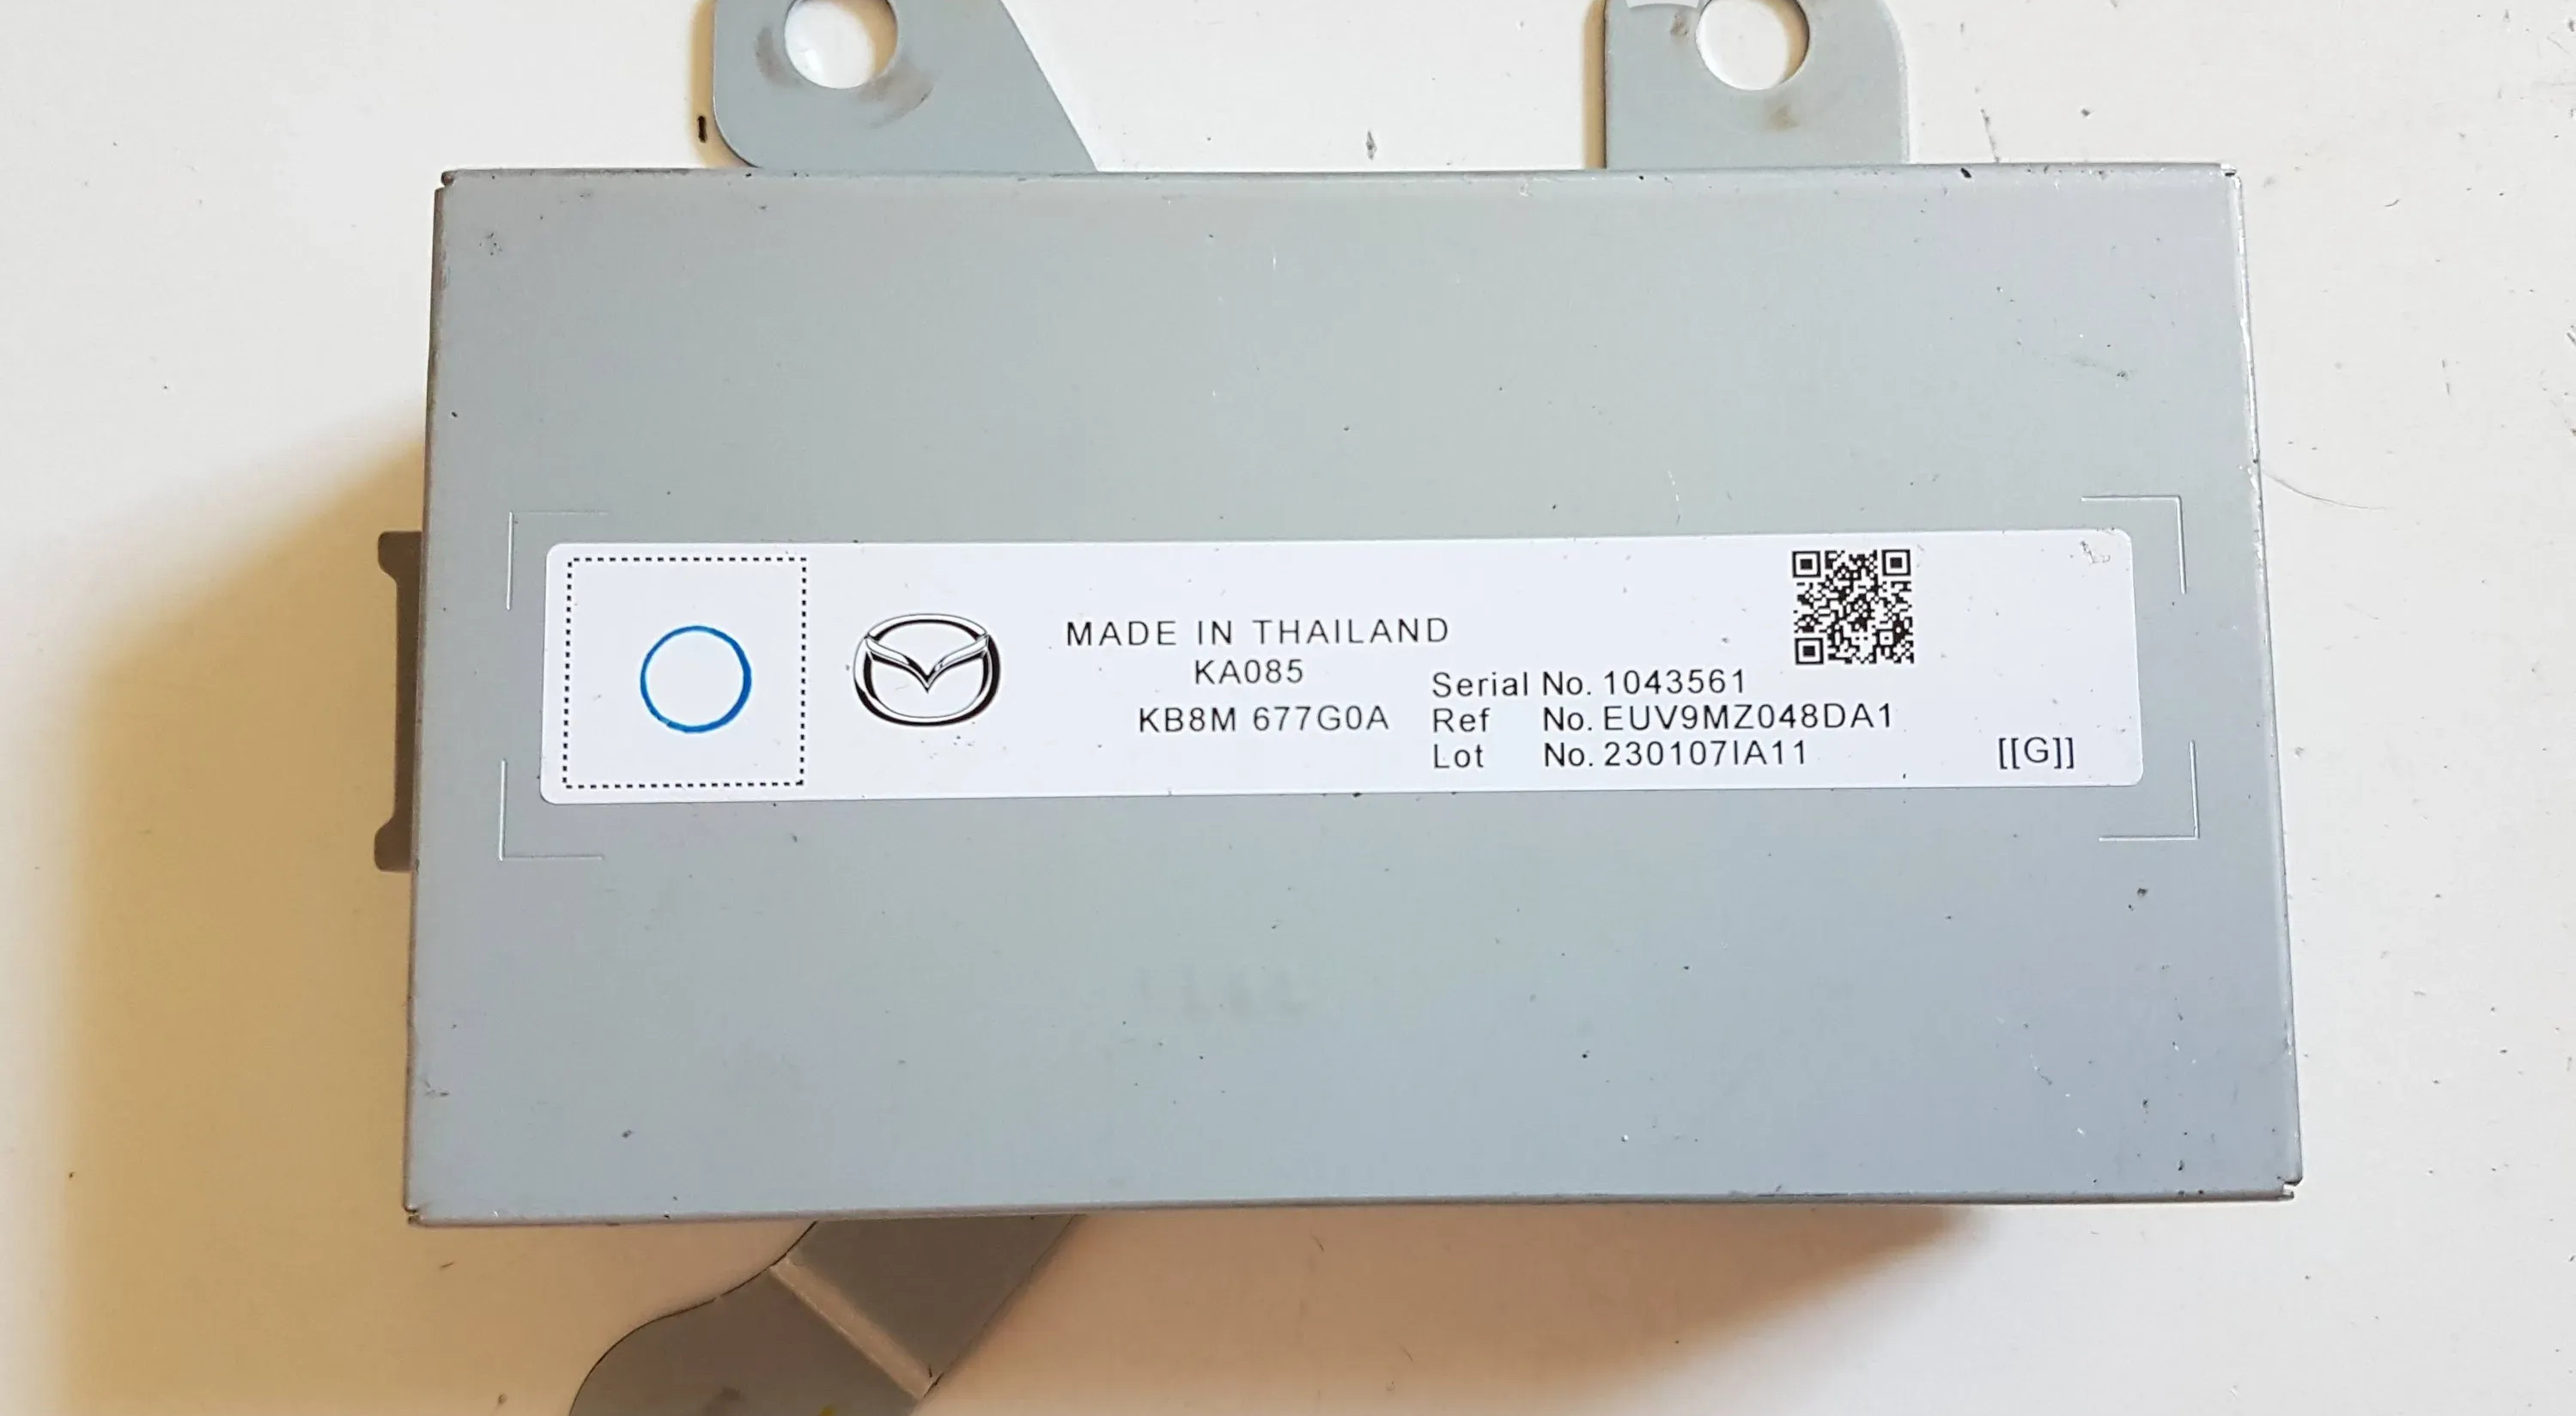 MADE IN THAILAND
KA085
KB8M 677G0A
Serial No. 1043561
Ref No. EUV9MZ048DA1
Lot No. 230107IA11
[[G]]